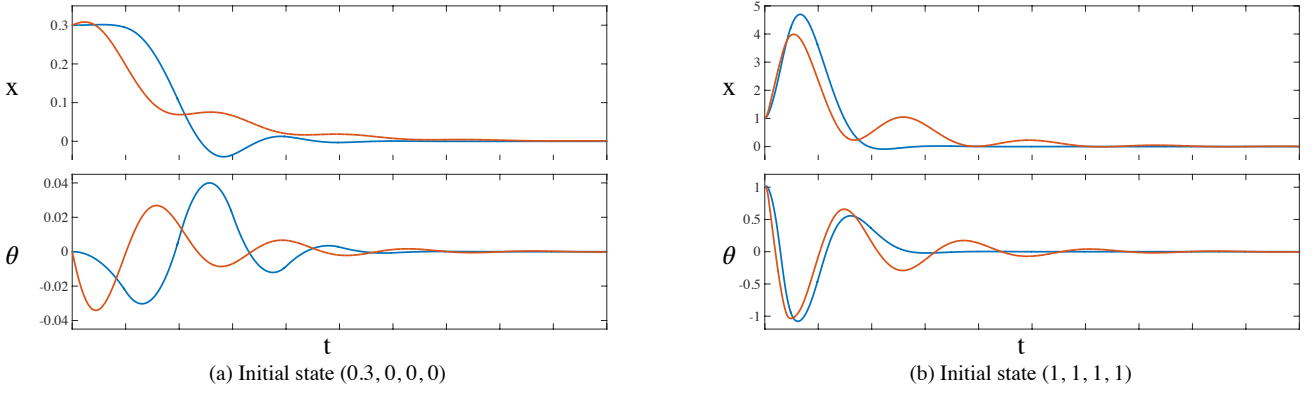 0.3
0.2
x
0.1
0
0.04
0.02
θ
0
-0.02
-0.04
t
(a) Initial state (0.3, 0, 0, 0)
5
4
3
x
2
1
0
1
0.5
θ
0
-0.5
-1
t
(b) Initial state (1, 1, 1, 1)